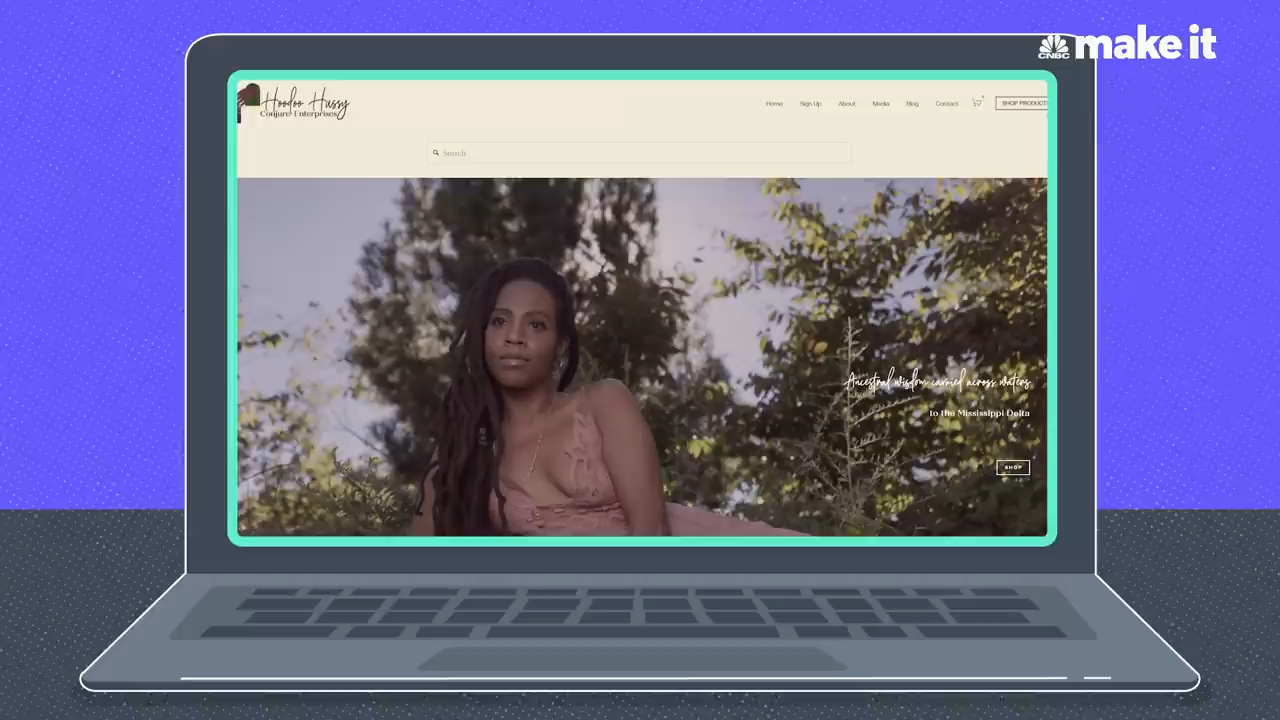 CNBC make it
Hoodoo Hussy
Conjure Enterprises
Home Sign Up About Media Blog Contact SHOP PRODUCTS
Search
Ancestral wisdom carried across waters
to the Mississippi Delta
SHOP